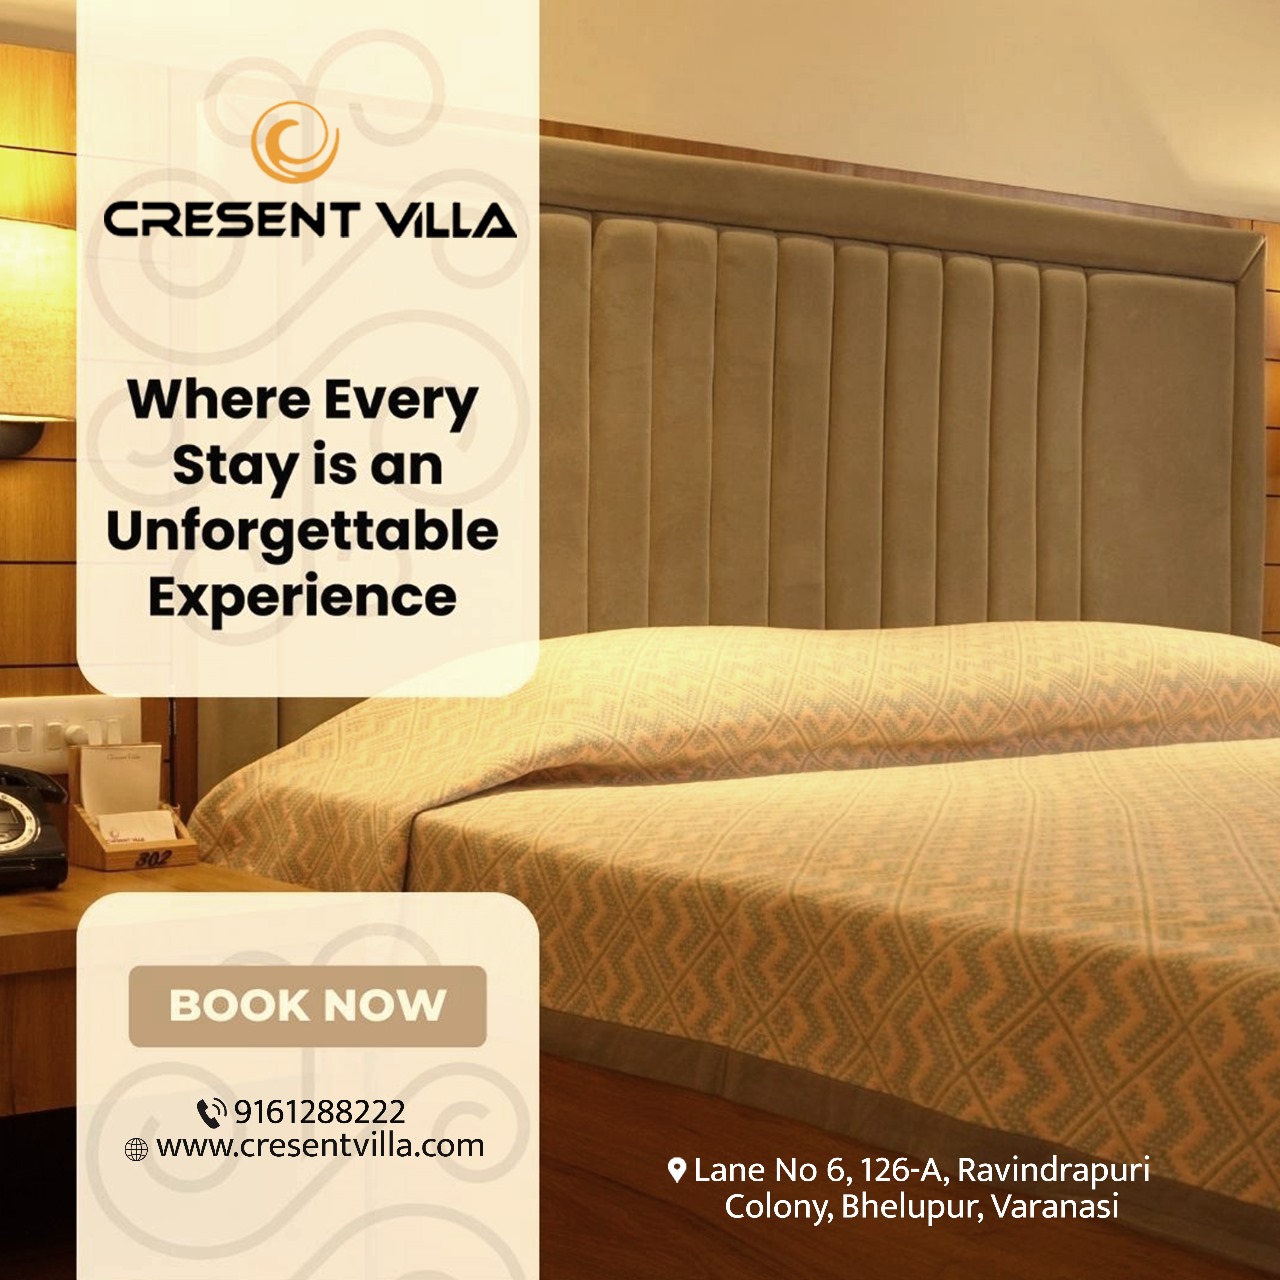 CRESENT VILLA
Where Every
Stay is an
Unforgettable
Experience
302
BOOK NOW
9161288222
www.cresentvilla.com
Lane No 6, 126-A, Ravindrapuri
Colony, Bhelupur, Varanasi